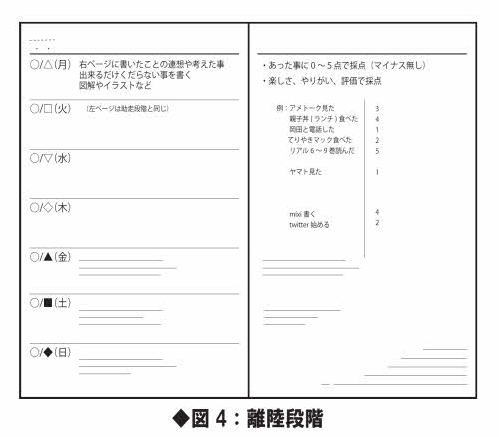 ○/△(月) 右ページに書いたことの連想や考えた事
出来るだけくだらない事を書く
図解やイラストなど
○/□(火) (左ページは助走段階と同じ)
○/▽(水)
○/◇(木)
○/▲(金)
○/■(土)
○/◆(日)
・あった事に0～5点で採点（マイナス無し）
・楽しさ、やりがい、評価で採点
例：アメトーク見た 3
親子丼(ランチ)食べた 4
岡田と電話した 1
てりやきマック食べた 2
リアル6～9巻読んだ 5
ヤマト見た 1
mixi 書く 4
twitter 始める 2
◆図4：離陸段階